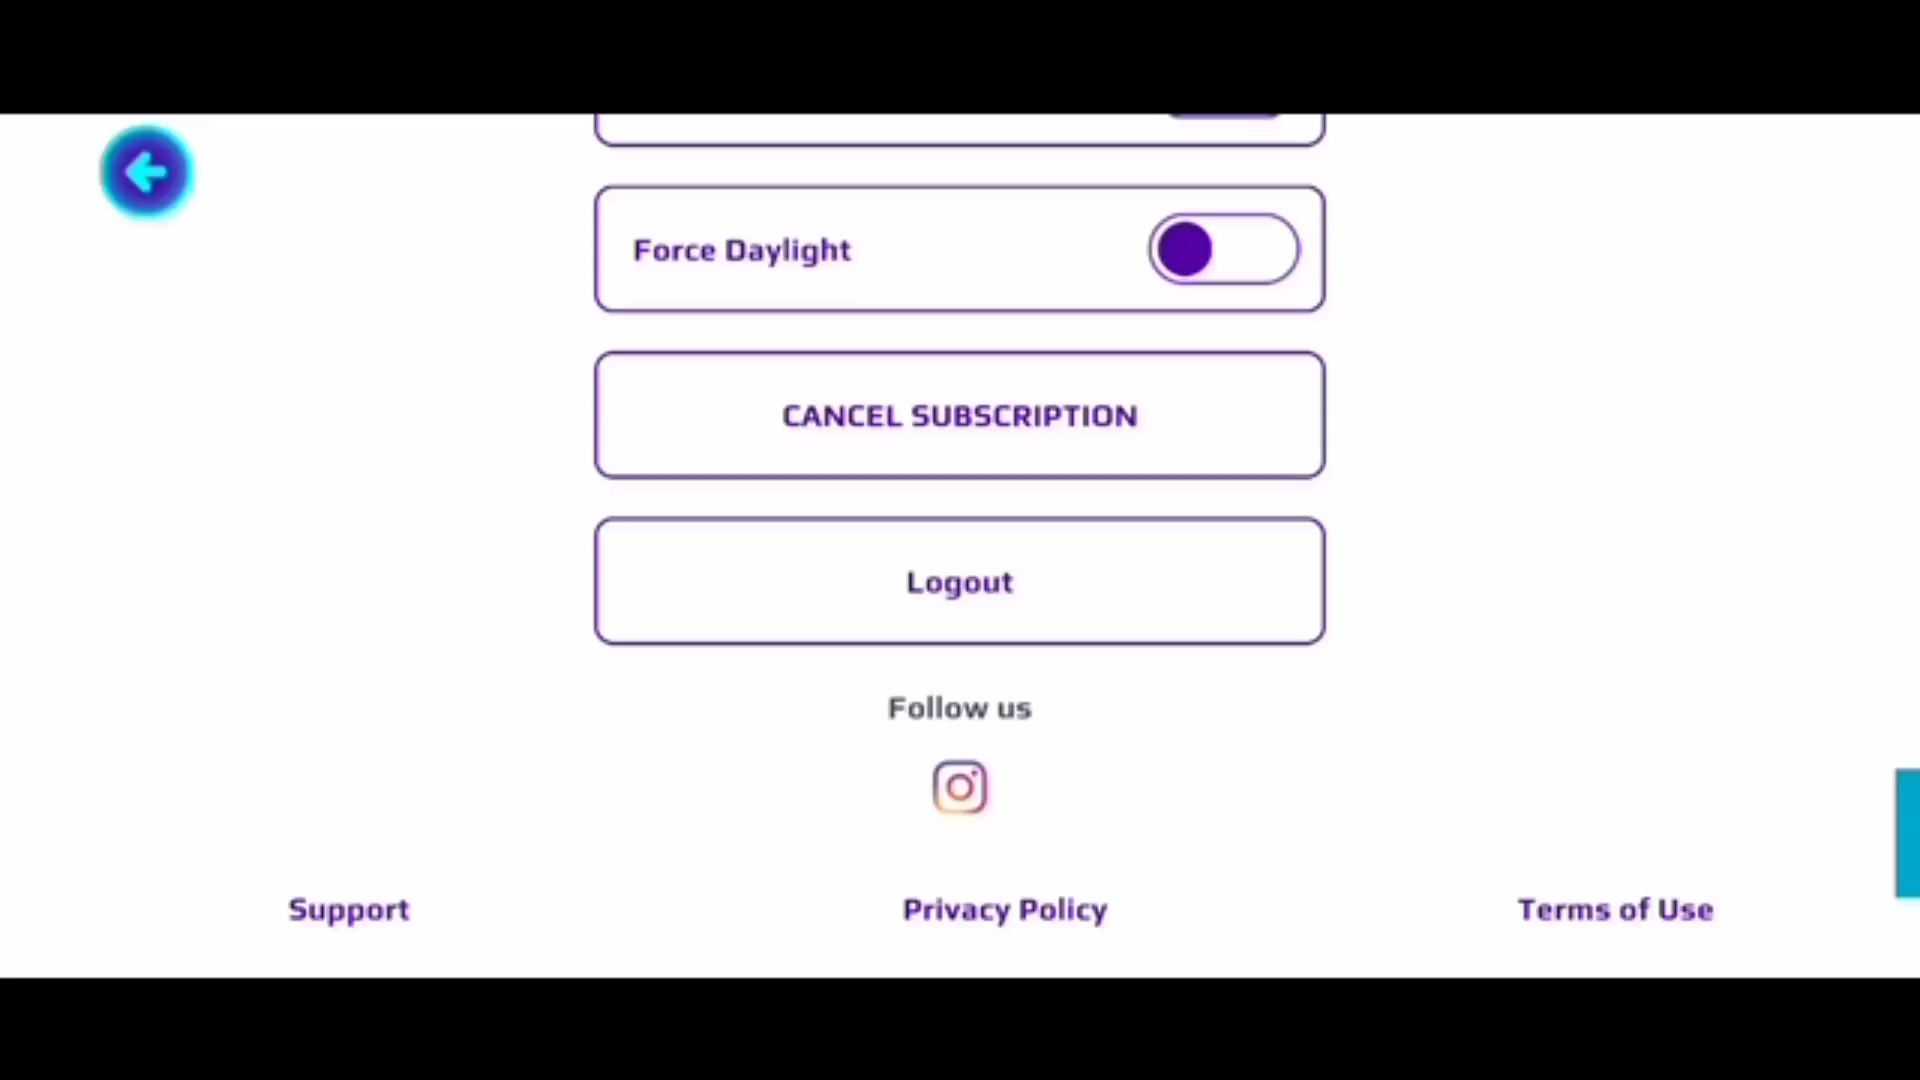 Force Daylight
CANCEL SUBSCRIPTION
Logout
Follow us
Support
Privacy Policy
Terms of Use